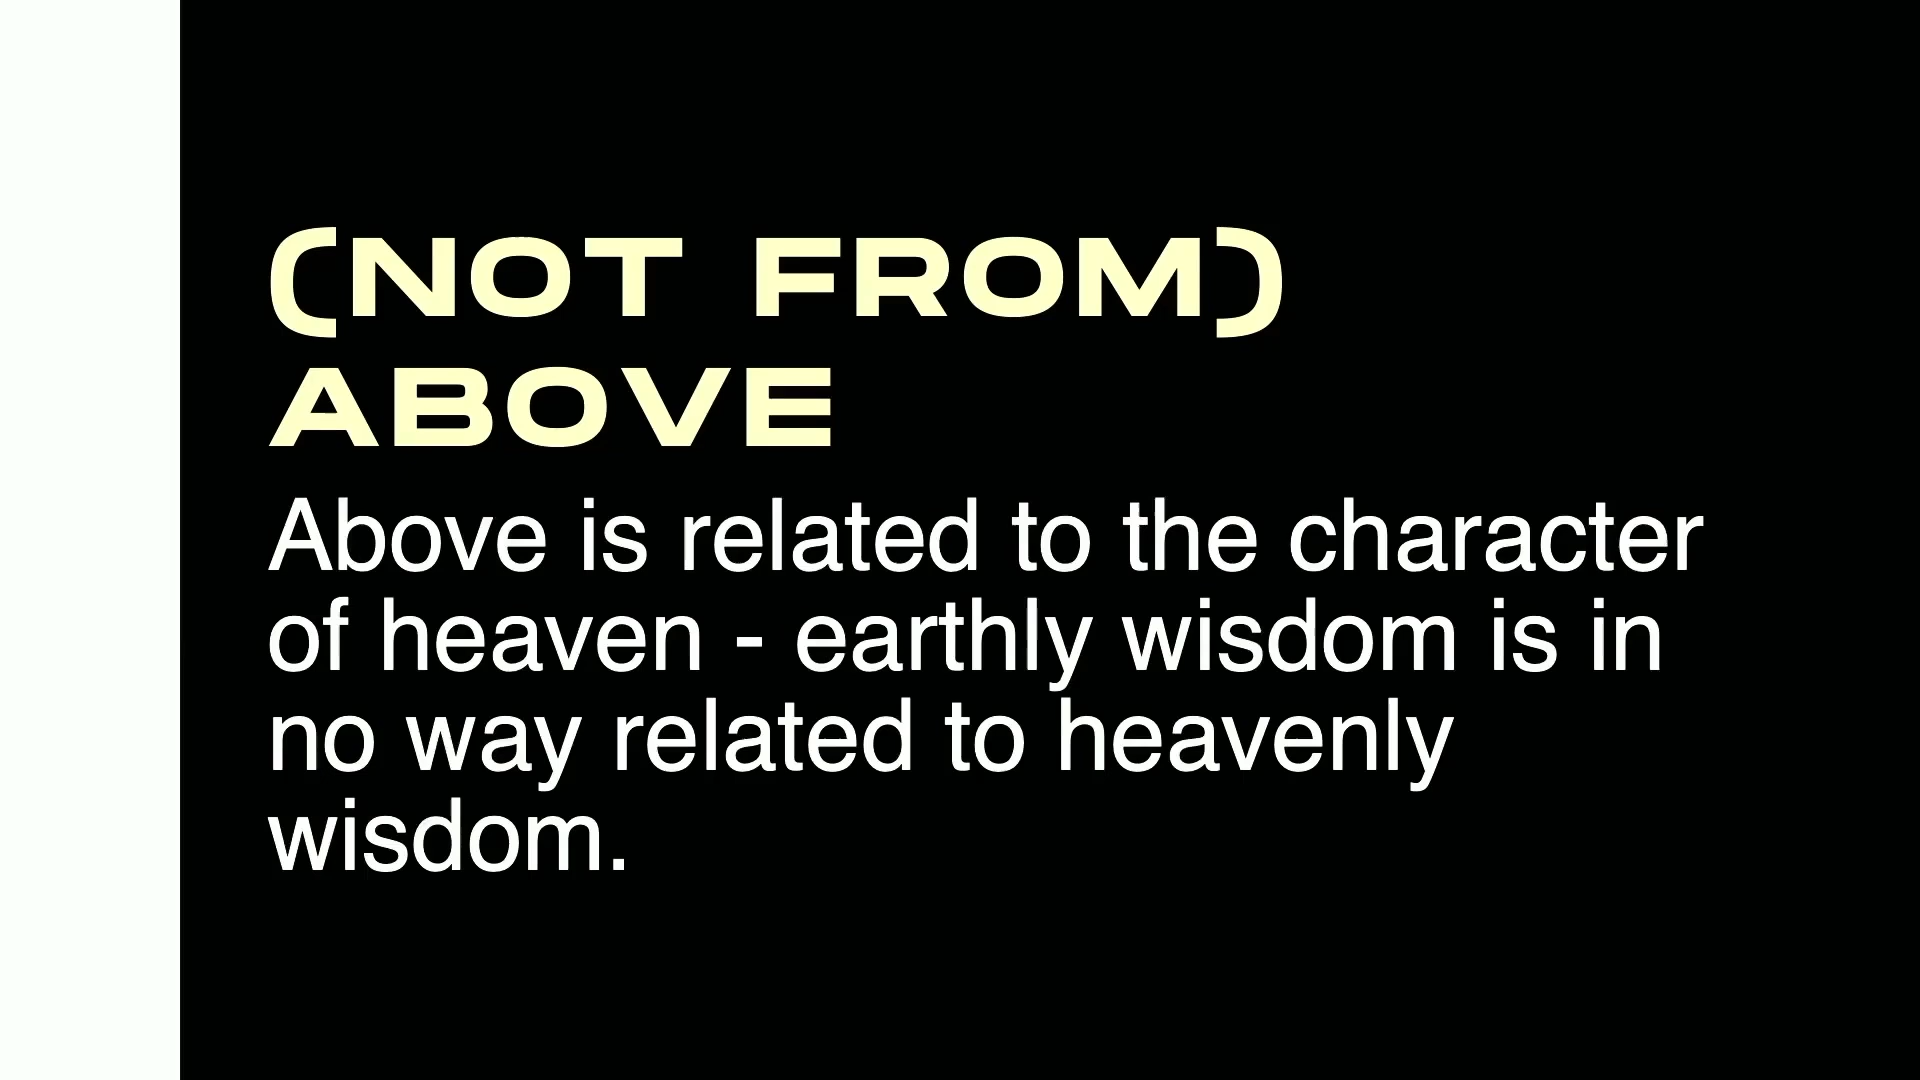 (NOT FROM)
ABOVE
Above is related to the character
of heaven - earthly wisdom is in
no way related to heavenly
wisdom.